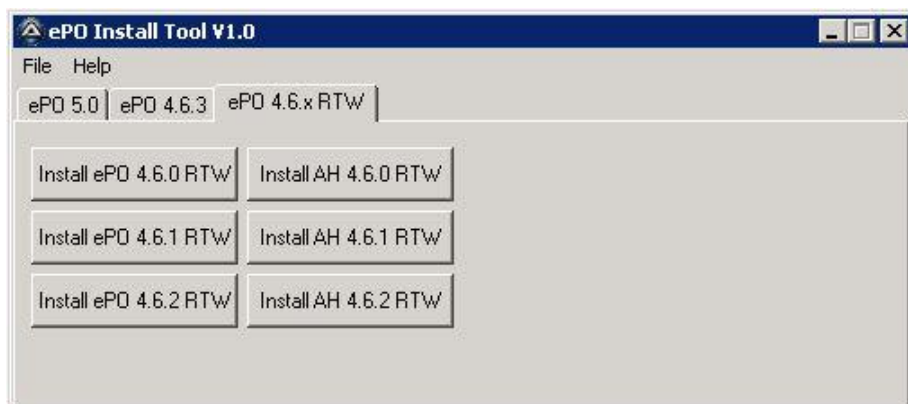 ePO Install Tool V1.0
File Help
ePO 5.0 ePO 4.6.3 ePO 4.6.x RTW
Install ePO 4.6.0 RTW Install AH 4.6.0 RTW
Install ePO 4.6.1 RTW Install AH 4.6.1 RTW
Install ePO 4.6.2 RTW Install AH 4.6.2 RTW